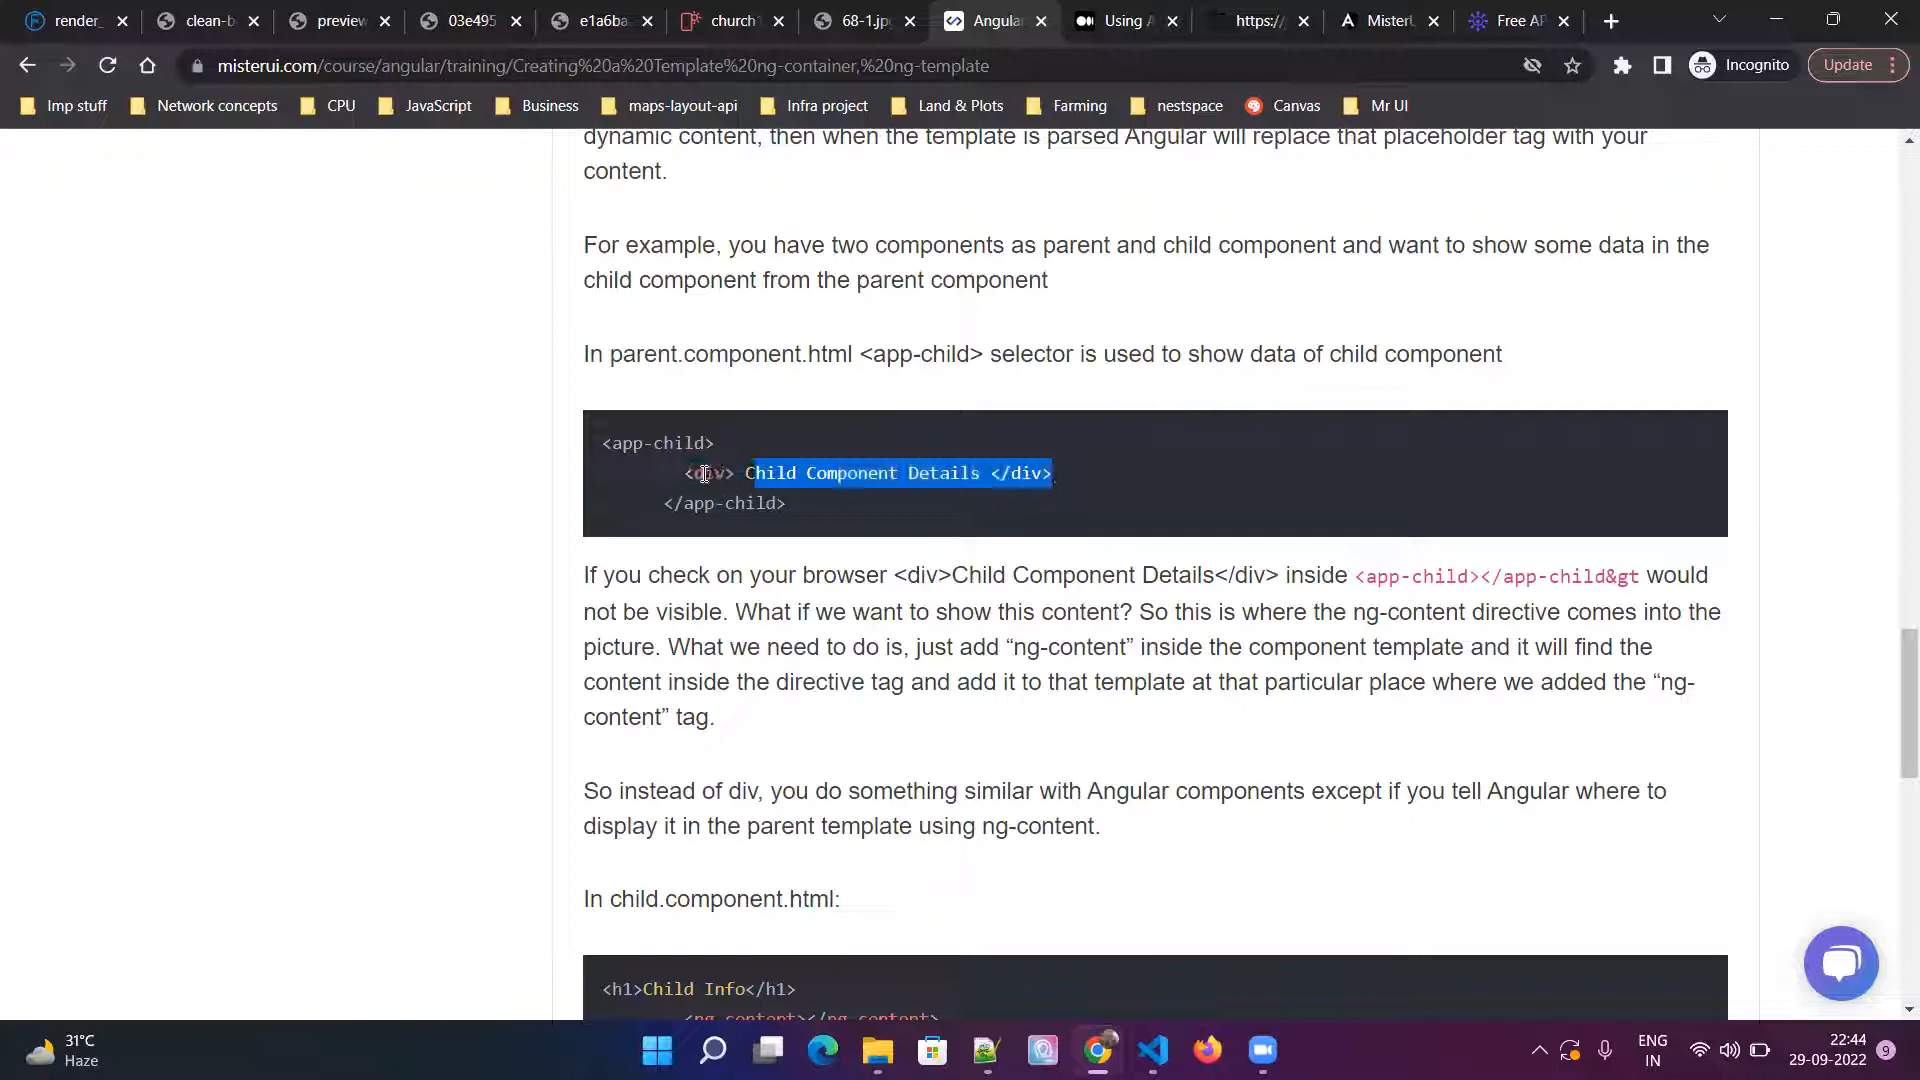 render_
clean-b
preview
03e495
e1a6ba
church
68-1.jp
Angular
Using A
https:/
MisterU
Free AP
misterui.com/course/angular/training/Creating%20a%20Template%20ng-container,%20ng-template
Incognito
Update
Imp stuff
Network concepts
CPU
JavaScript
Business
maps-layout-api
Infra project
Land & Plots
Farming
nestspace
Canvas
Mr UI
dynamic content, then when the template is parsed Angular will replace that placeholder tag with your
content.
For example, you have two components as parent and child component and want to show some data in the
child component from the parent component
In parent.component.html <app-child> selector is used to show data of child component
<app-child>
<div> Child Component Details </div>
</app-child>
If you check on your browser <div>Child Component Details</div> inside <app-child></app-child&gt would
not be visible. What if we want to show this content? So this is where the ng-content directive comes into the
picture. What we need to do is, just add “ng-content” inside the component template and it will find the
content inside the directive tag and add it to that template at that particular place where we added the “ng-
content” tag.
So instead of div, you do something similar with Angular components except if you tell Angular where to
display it in the parent template using ng-content.
In child.component.html:
<h1>Child Info</h1>
<ng-content></ng-content>
31°C
Haze
ENG
IN
22:44
29-09-2022
9